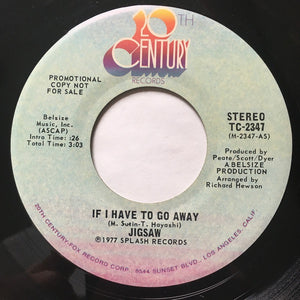 20TH
CENTURY
RECORDS
PROMOTIONAL
COPY NOT
FOR SALE
Belsize
Music, Inc.
(ASCAP)
Intro Time: :26
Total Time: 3:03
STEREO
TC-2347
(M-2347-A5)
Produced by
Peate/Scott/Dyer
A BELSIZE
PRODUCTION
Arranged by
Richard Hewson
IF I HAVE TO GO AWAY
(M. Sutin-T. Hayashi)
JIGSAW
℗1977 SPLASH RECORDS
20TH CENTURY-FOX RECORD CORP. 8544 SUNSET BLVD., LOS ANGELES, CALIF.